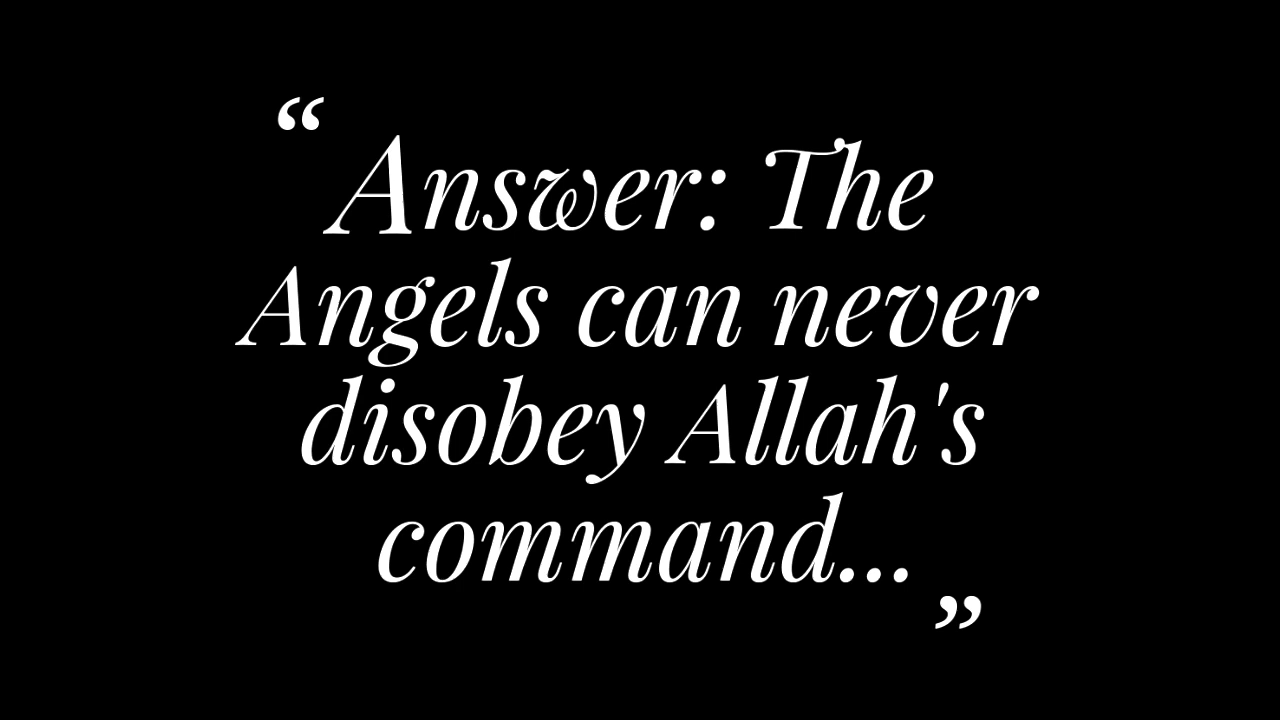 “
Answer: The
Angels can never
disobey Allah's
command...
”